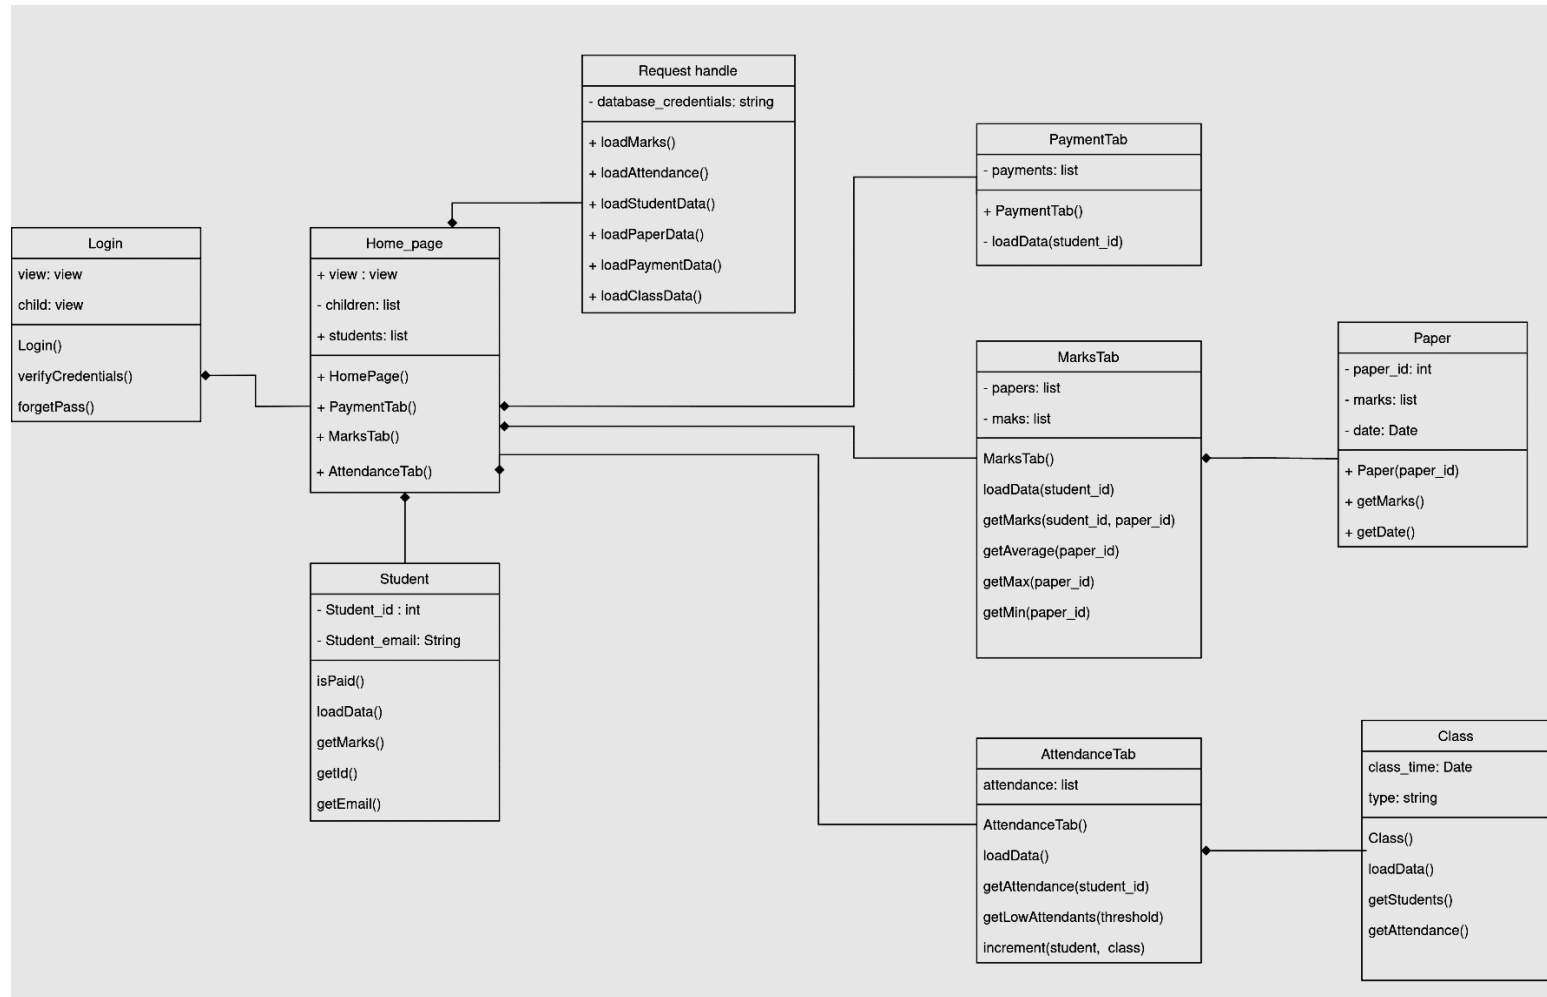 Request handle
- database_credentials: string
+ loadMarks()
+ loadAttendance()
+ loadStudentData()
+ loadPaperData()
+ loadPaymentData()
+ loadClassData()
PaymentTab
- payments: list
+ PaymentTab()
- loadData(student_id)
Login
view: view
child: view
Login()
verifyCredentials()
forgetPass()
Home_page
+ view : view
- children: list
+ students: list
+ HomePage()
+ PaymentTab()
+ MarksTab()
+ AttendanceTab()
MarksTab
- papers: list
- maks: list
MarksTab()
loadData(student_id)
getMarks(sudent_id, paper_id)
getAverage(paper_id)
getMax(paper_id)
getMin(paper_id)
Paper
- paper_id: int
- marks: list
- date: Date
+ Paper(paper_id)
+ getMarks()
+ getDate()
Student
- Student_id : int
- Student_email: String
isPaid()
loadData()
getMarks()
getId()
getEmail()
AttendanceTab
attendance: list
AttendanceTab()
loadData()
getAttendance(student_id)
getLowAttendants(threshold)
increment(student, class)
Class
class_time: Date
type: string
Class()
loadData()
getStudents()
getAttendance()